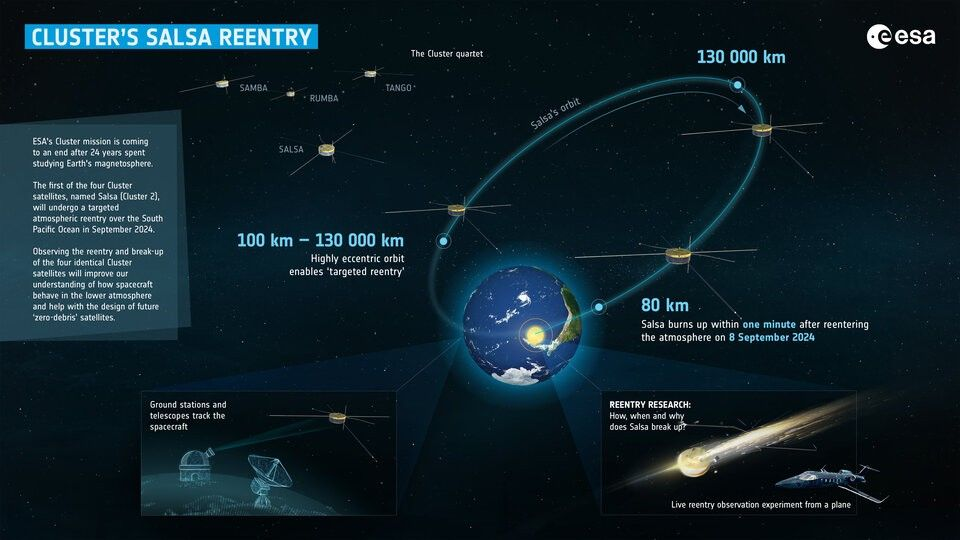 CLUSTER'S SALSA REENTRY
esa
The Cluster quartet
SAMBA
RUMBA
TANGO
SALSA
130 000 km
Salsa's orbit
ESA's Cluster mission is coming
to an end after 24 years spent
studying Earth's magnetosphere.
The first of the four Cluster
satellites, named Salsa (Cluster 2),
will undergo a targeted
atmospheric reentry over the South
Pacific Ocean in September 2024.
Observing the reentry and break-up
of the four identical Cluster
satellites will improve our
understanding of how spacecraft
behave in the lower atmosphere
and help with the design of future
'zero-debris' satellites.
100 km – 130 000 km
Highly eccentric orbit
enables 'targeted reentry'
80 km
Salsa burns up within one minute after reentering
the atmosphere on 8 September 2024
Ground stations and
telescopes track the
spacecraft
REENTRY RESEARCH:
How, when and why
does Salsa break up?
Live reentry observation experiment from a plane